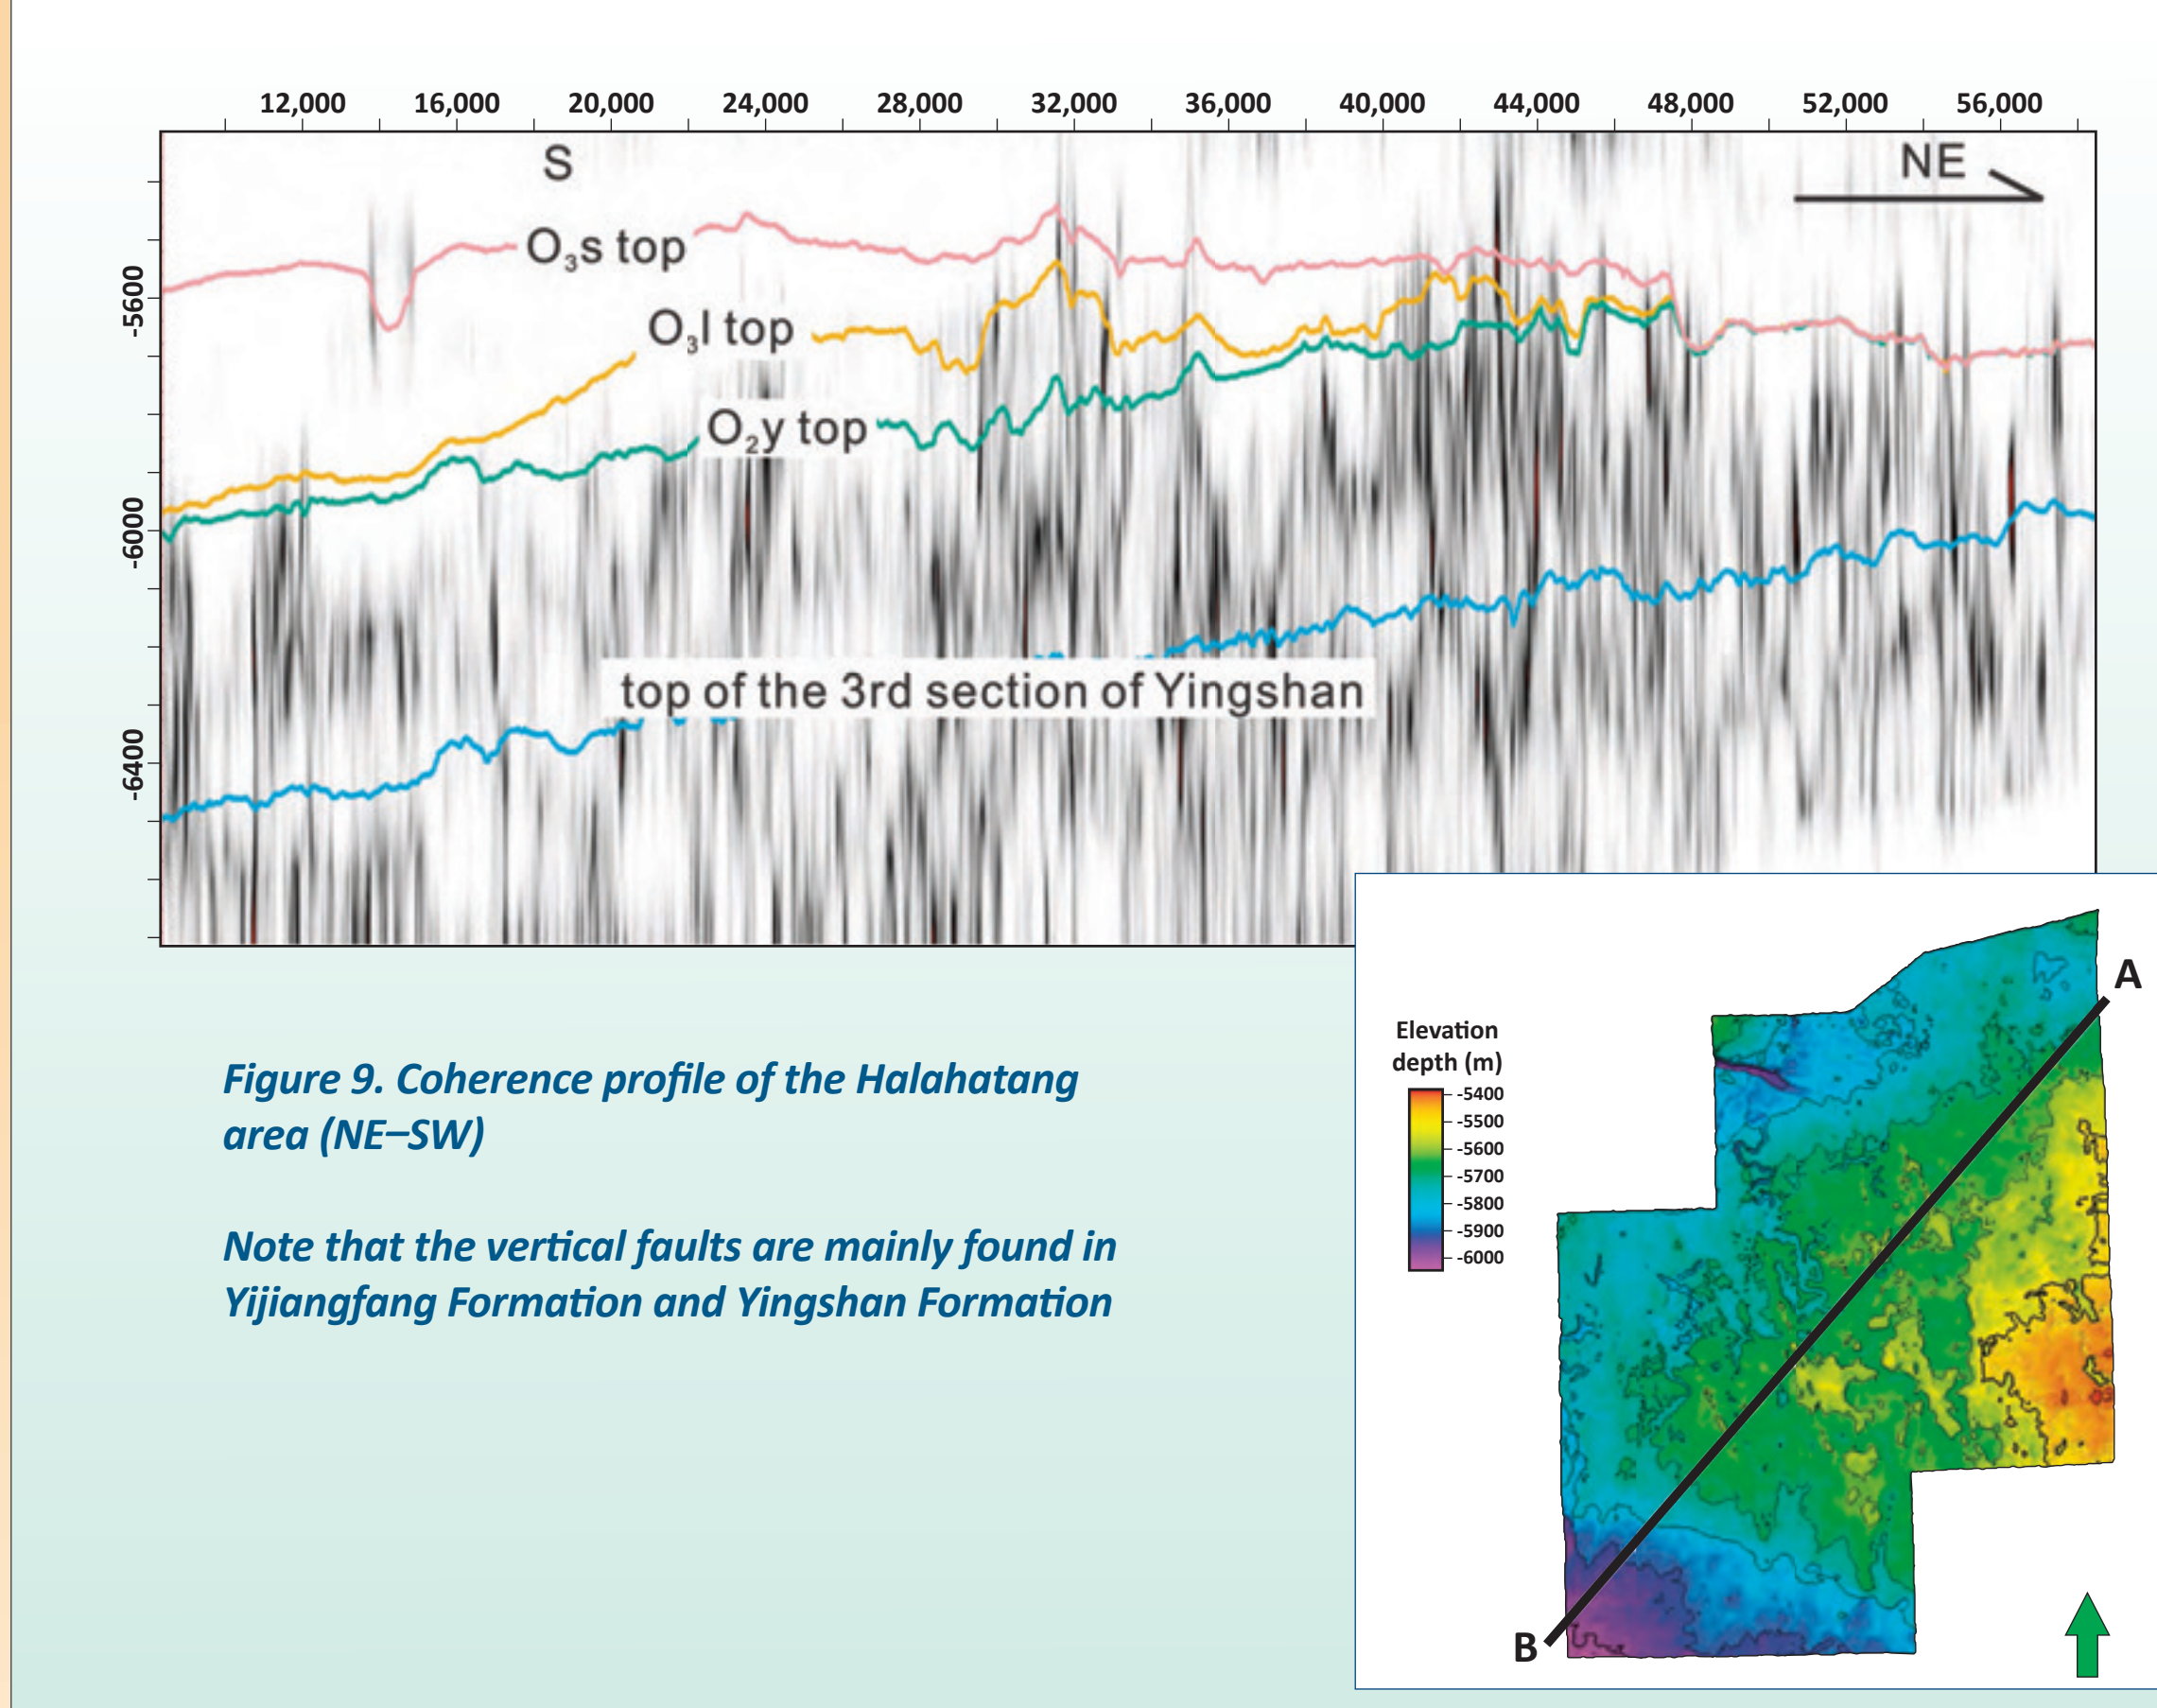 12,000 16,000 20,000 24,000 28,000 32,000 36,000 40,000 44,000 48,000 52,000 56,000
S
NE
O₃s top
-5600
O₃l top
O₂y top
-6000
top of the 3rd section of Yingshan
-6400
Figure 9. Coherence profile of the Halahatang
area (NE–SW)
Note that the vertical faults are mainly found in
Yijiangfang Formation and Yingshan Formation
A
Elevation
depth (m)
-5400
-5500
-5600
-5700
-5800
-5900
-6000
B